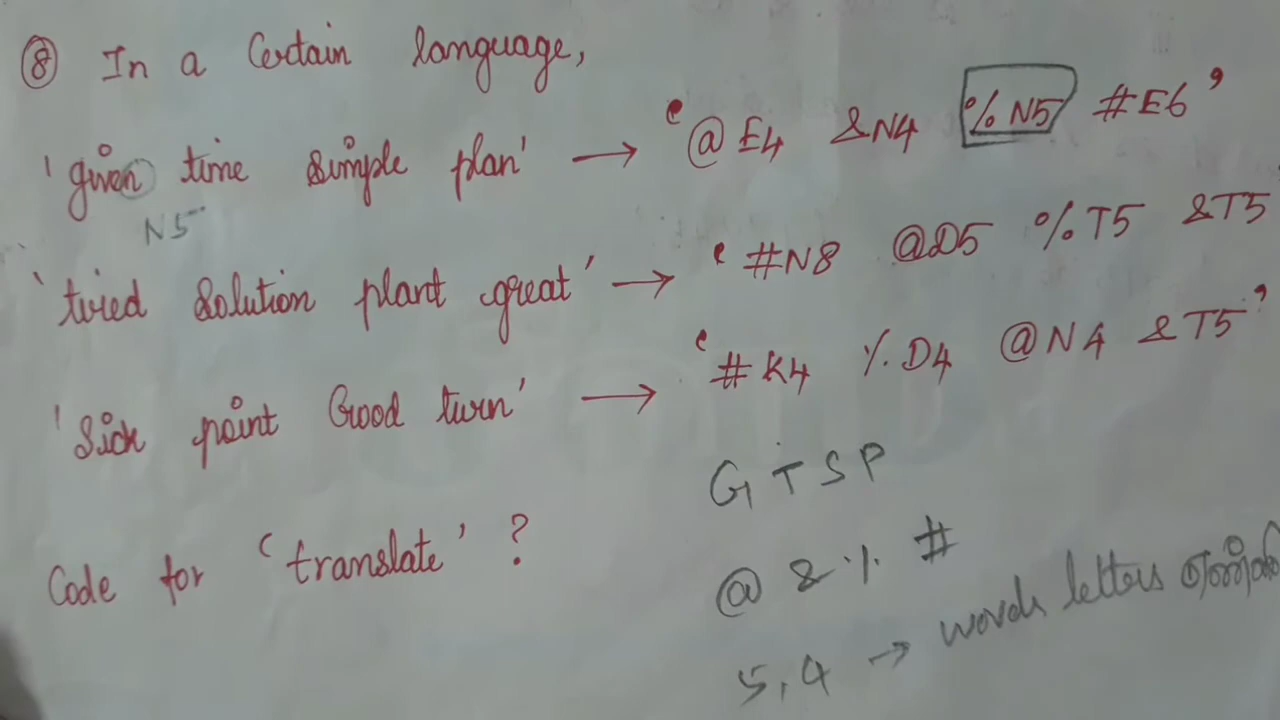 ⑧ In a Certain language,
'given time simple plan' → '@E4 &N4 %N5 #E6'
N5
'tired solution plant great' → '#N8 @D5 %T5 &T5
'Sick point Good turn' → '#K4 %D4 @N4 &T5'
G T S P
Code for 'translate' ?
@ & % #
5, 4 → words letters